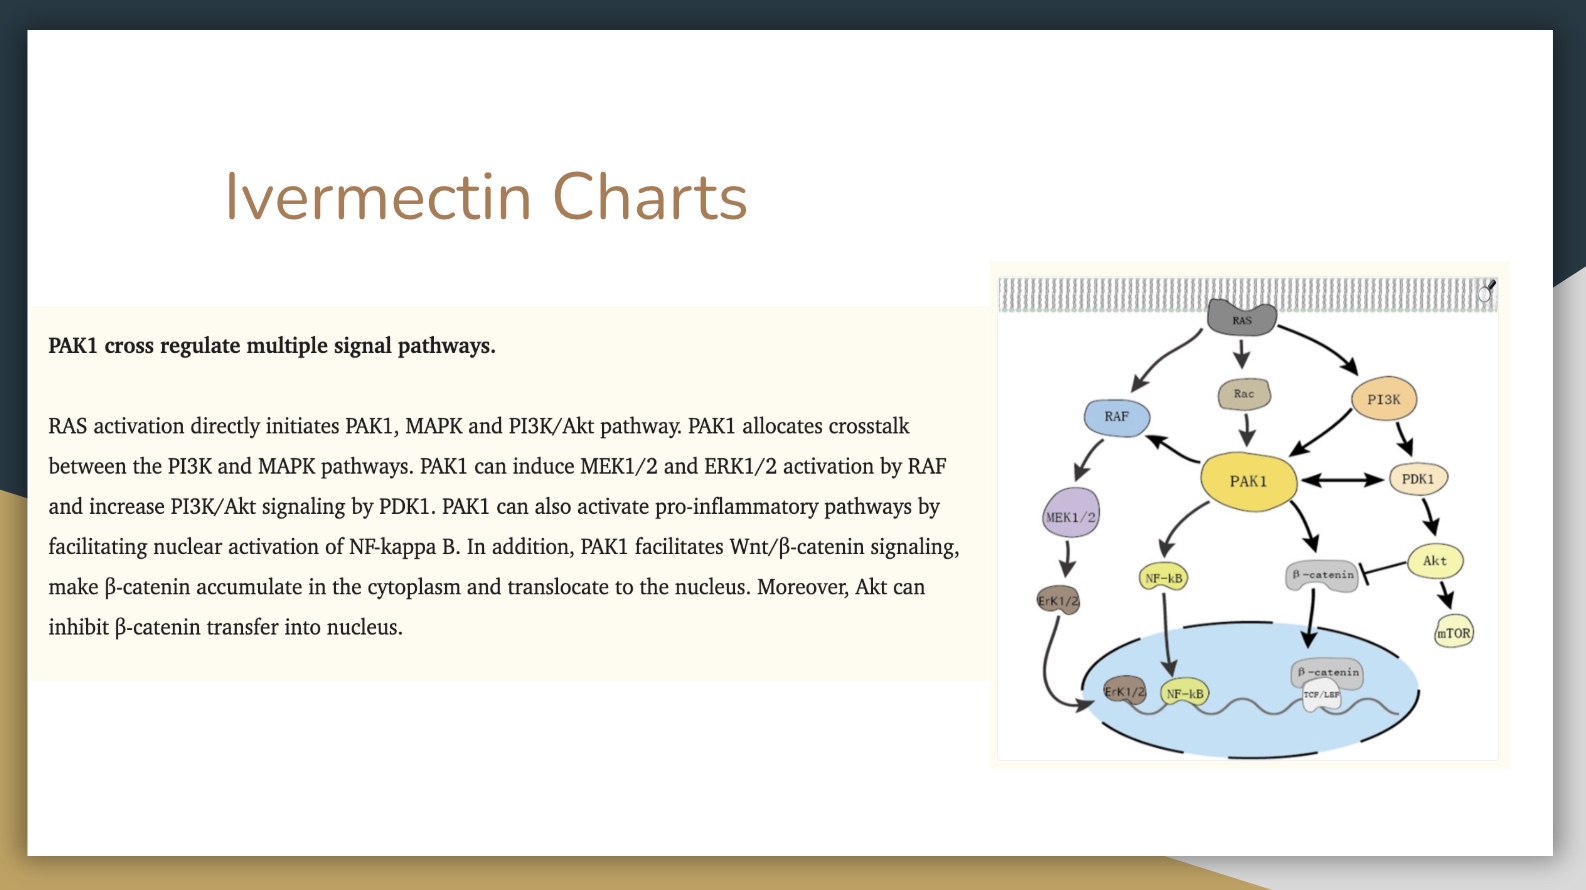 Ivermectin Charts
PAK1 cross regulate multiple signal pathways.
RAS activation directly initiates PAK1, MAPK and PI3K/Akt pathway. PAK1 allocates crosstalk
between the PI3K and MAPK pathways. PAK1 can induce MEK1/2 and ERK1/2 activation by RAF
and increase PI3K/Akt signaling by PDK1. PAK1 can also activate pro-inflammatory pathways by
facilitating nuclear activation of NF-kappa B. In addition, PAK1 facilitates Wnt/β-catenin signaling,
make β-catenin accumulate in the cytoplasm and translocate to the nucleus. Moreover, Akt can
inhibit β-catenin transfer into nucleus.
RAS
RAF
Rac
PI3K
PAK1
PDK1
MEK1/2
NF-kB
β-catenin
Akt
ErK1/2
mTOR
ErK1/2
NF-kB
β-catenin
TCF/LEF